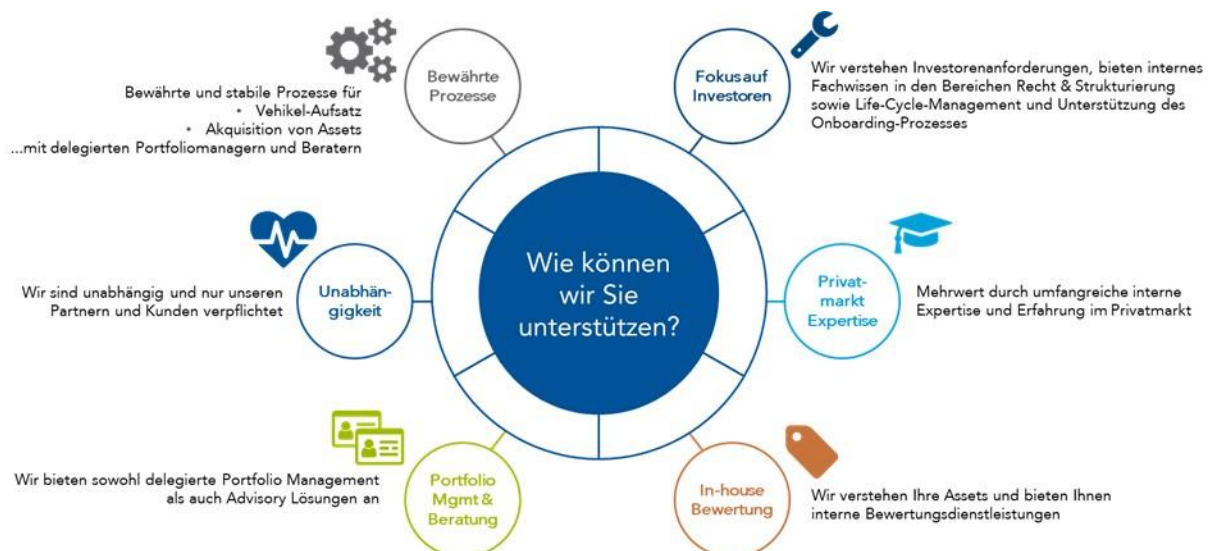 Bewährte
Prozesse
Bewährte und stabile Prozesse für
• Vehikel-Aufsatz
• Akquisition von Assets
...mit delegierten Portfoliomanagern und Beratern
Fokus auf
Investoren
Wir verstehen Investorenanforderungen, bieten internes
Fachwissen in den Bereichen Recht & Strukturierung
sowie Life-Cycle-Management und Unterstützung des
Onboarding-Prozesses
Wie können
wir Sie
unterstützen?
Unabhän-
gigkeit
Wir sind unabhängig und nur unseren
Partnern und Kunden verpflichtet
Privat-
markt
Expertise
Mehrwert durch umfangreiche interne
Expertise und Erfahrung im Privatmarkt
Portfolio
Mgmt &
Beratung
Wir bieten sowohl delegierte Portfolio Management
als auch Advisory Lösungen an
In-house
Bewertung
Wir verstehen Ihre Assets und bieten Ihnen
interne Bewertungsdienstleistungen